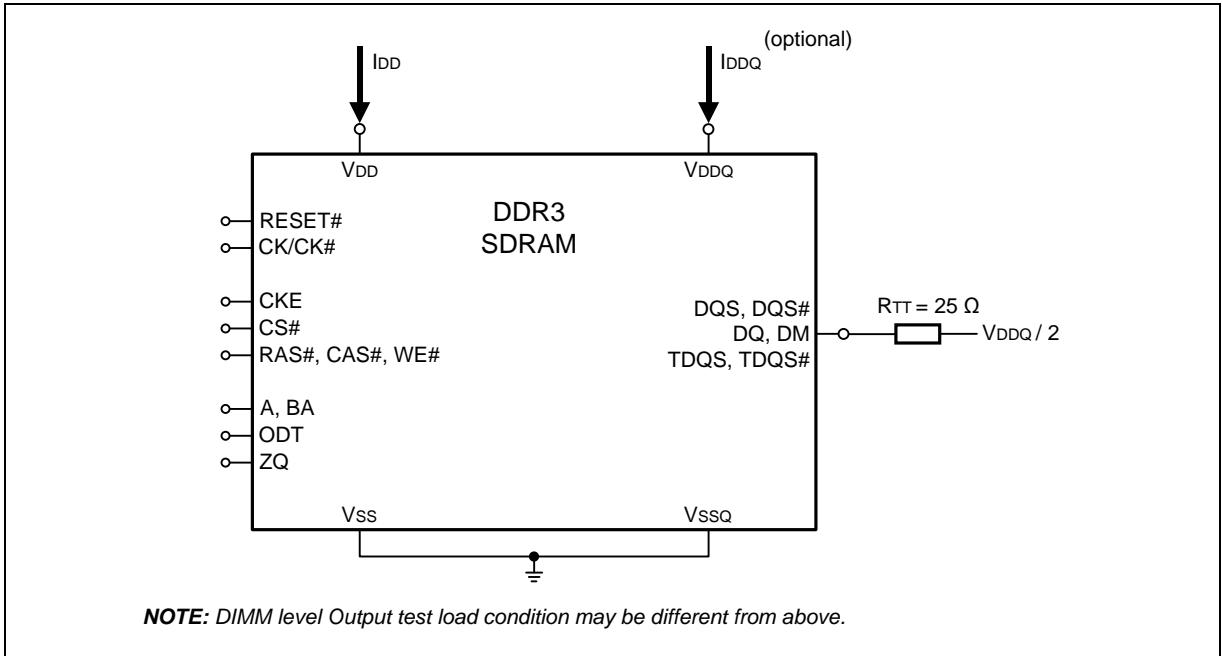 (optional)
IDD
IDDQ
VDD
VDDQ
DDR3
SDRAM
RESET#
CK/CK#
CKE
CS#
RAS#, CAS#, WE#
A, BA
ODT
ZQ
DQS, DQS#
DQ, DM
TDQS, TDQS#
RTT = 25 Ω
VDDQ / 2
VSS
VSSQ
NOTE: DIMM level Output test load condition may be different from above.